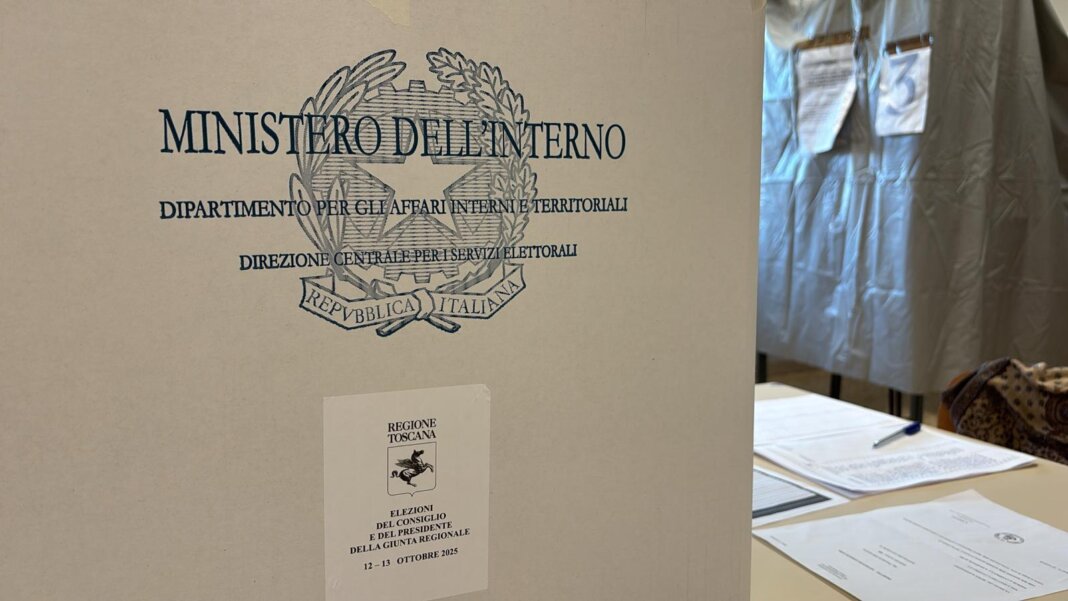 MINISTERO DELL'INTERNO
DIPARTIMENTO PER GLI AFFARI INTERNI E TERRITORIALI
DIREZIONE CENTRALE PER I SERVIZI ELETTORALI
REPVBBLICA ITALIANA
REGIONE
TOSCANA
ELEZIONI
DEL CONSIGLIO
E DEL PRESIDENTE
DELLA GIUNTA REGIONALE
12 – 13 OTTOBRE 2025
3